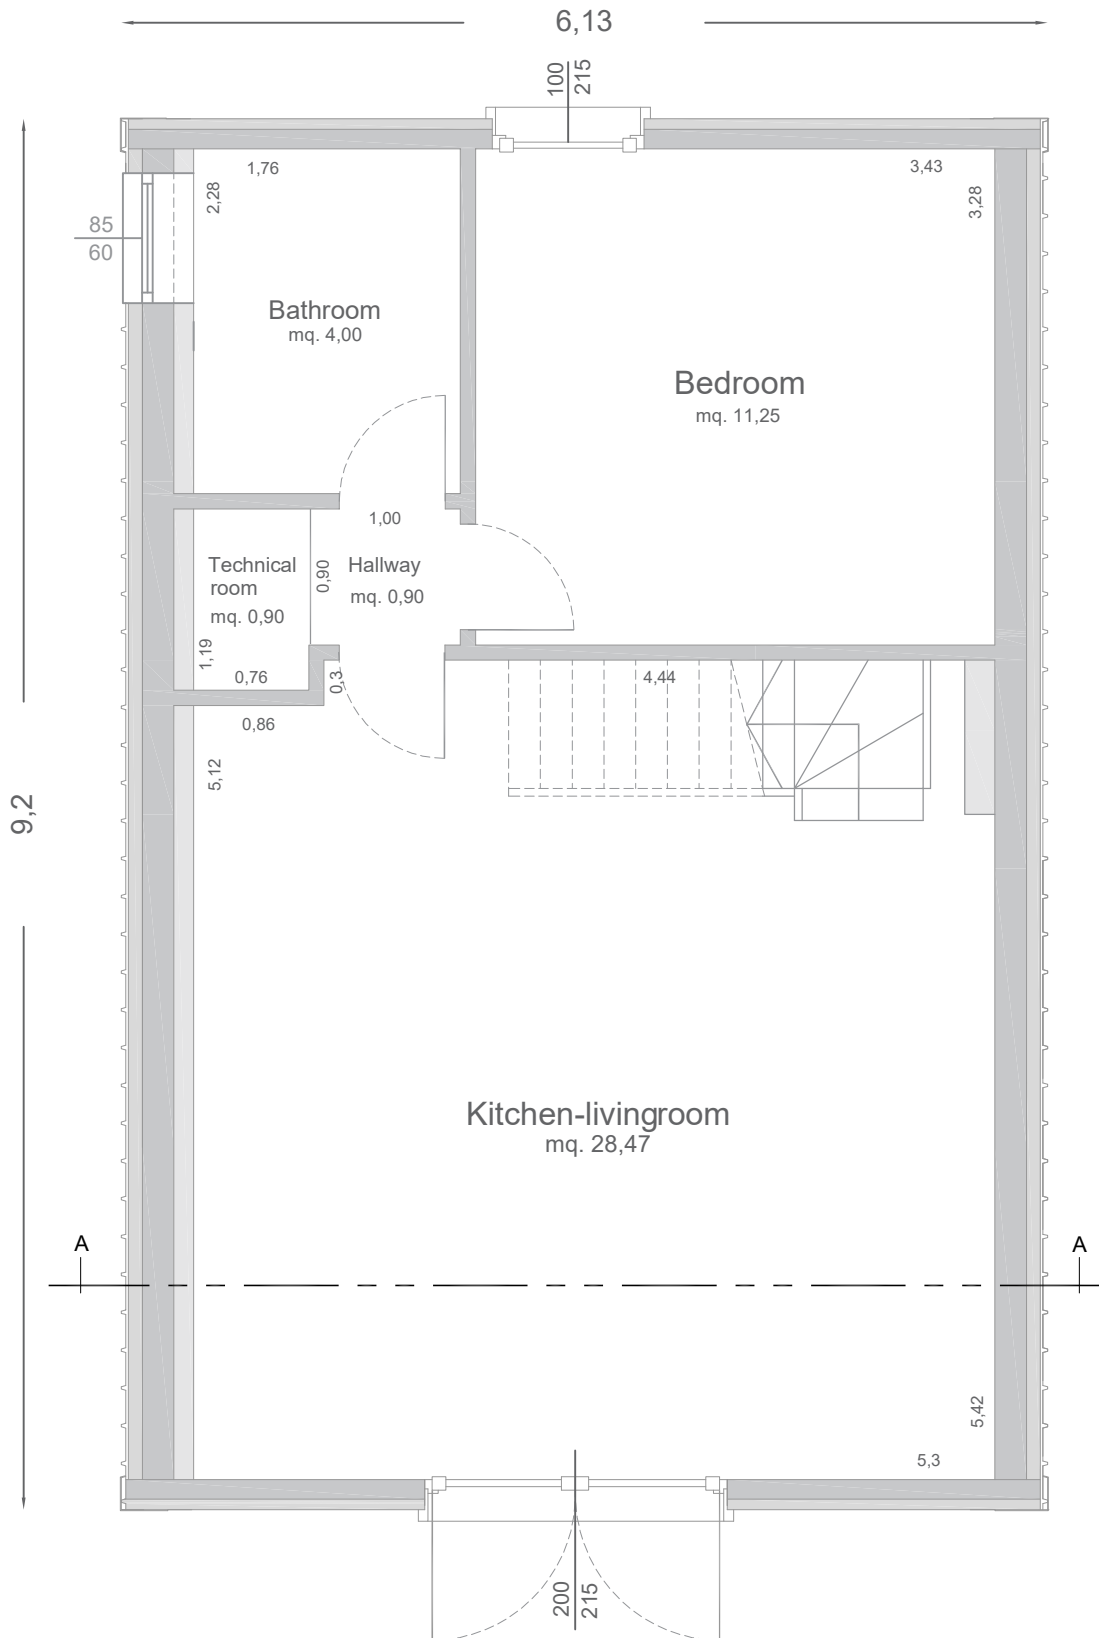 6,13
100
215
1,76
3,43
2,28
3,28
85
60
Bathroom
mq. 4,00
Bedroom
mq. 11,25
1,00
Technical
room
mq. 0,90
0,90
Hallway
mq. 0,90
1,19
0,76
0,3
4,44
0,86
5,12
9,2
Kitchen-livingroom
mq. 28,47
A
A
5,42
5,3
200
215